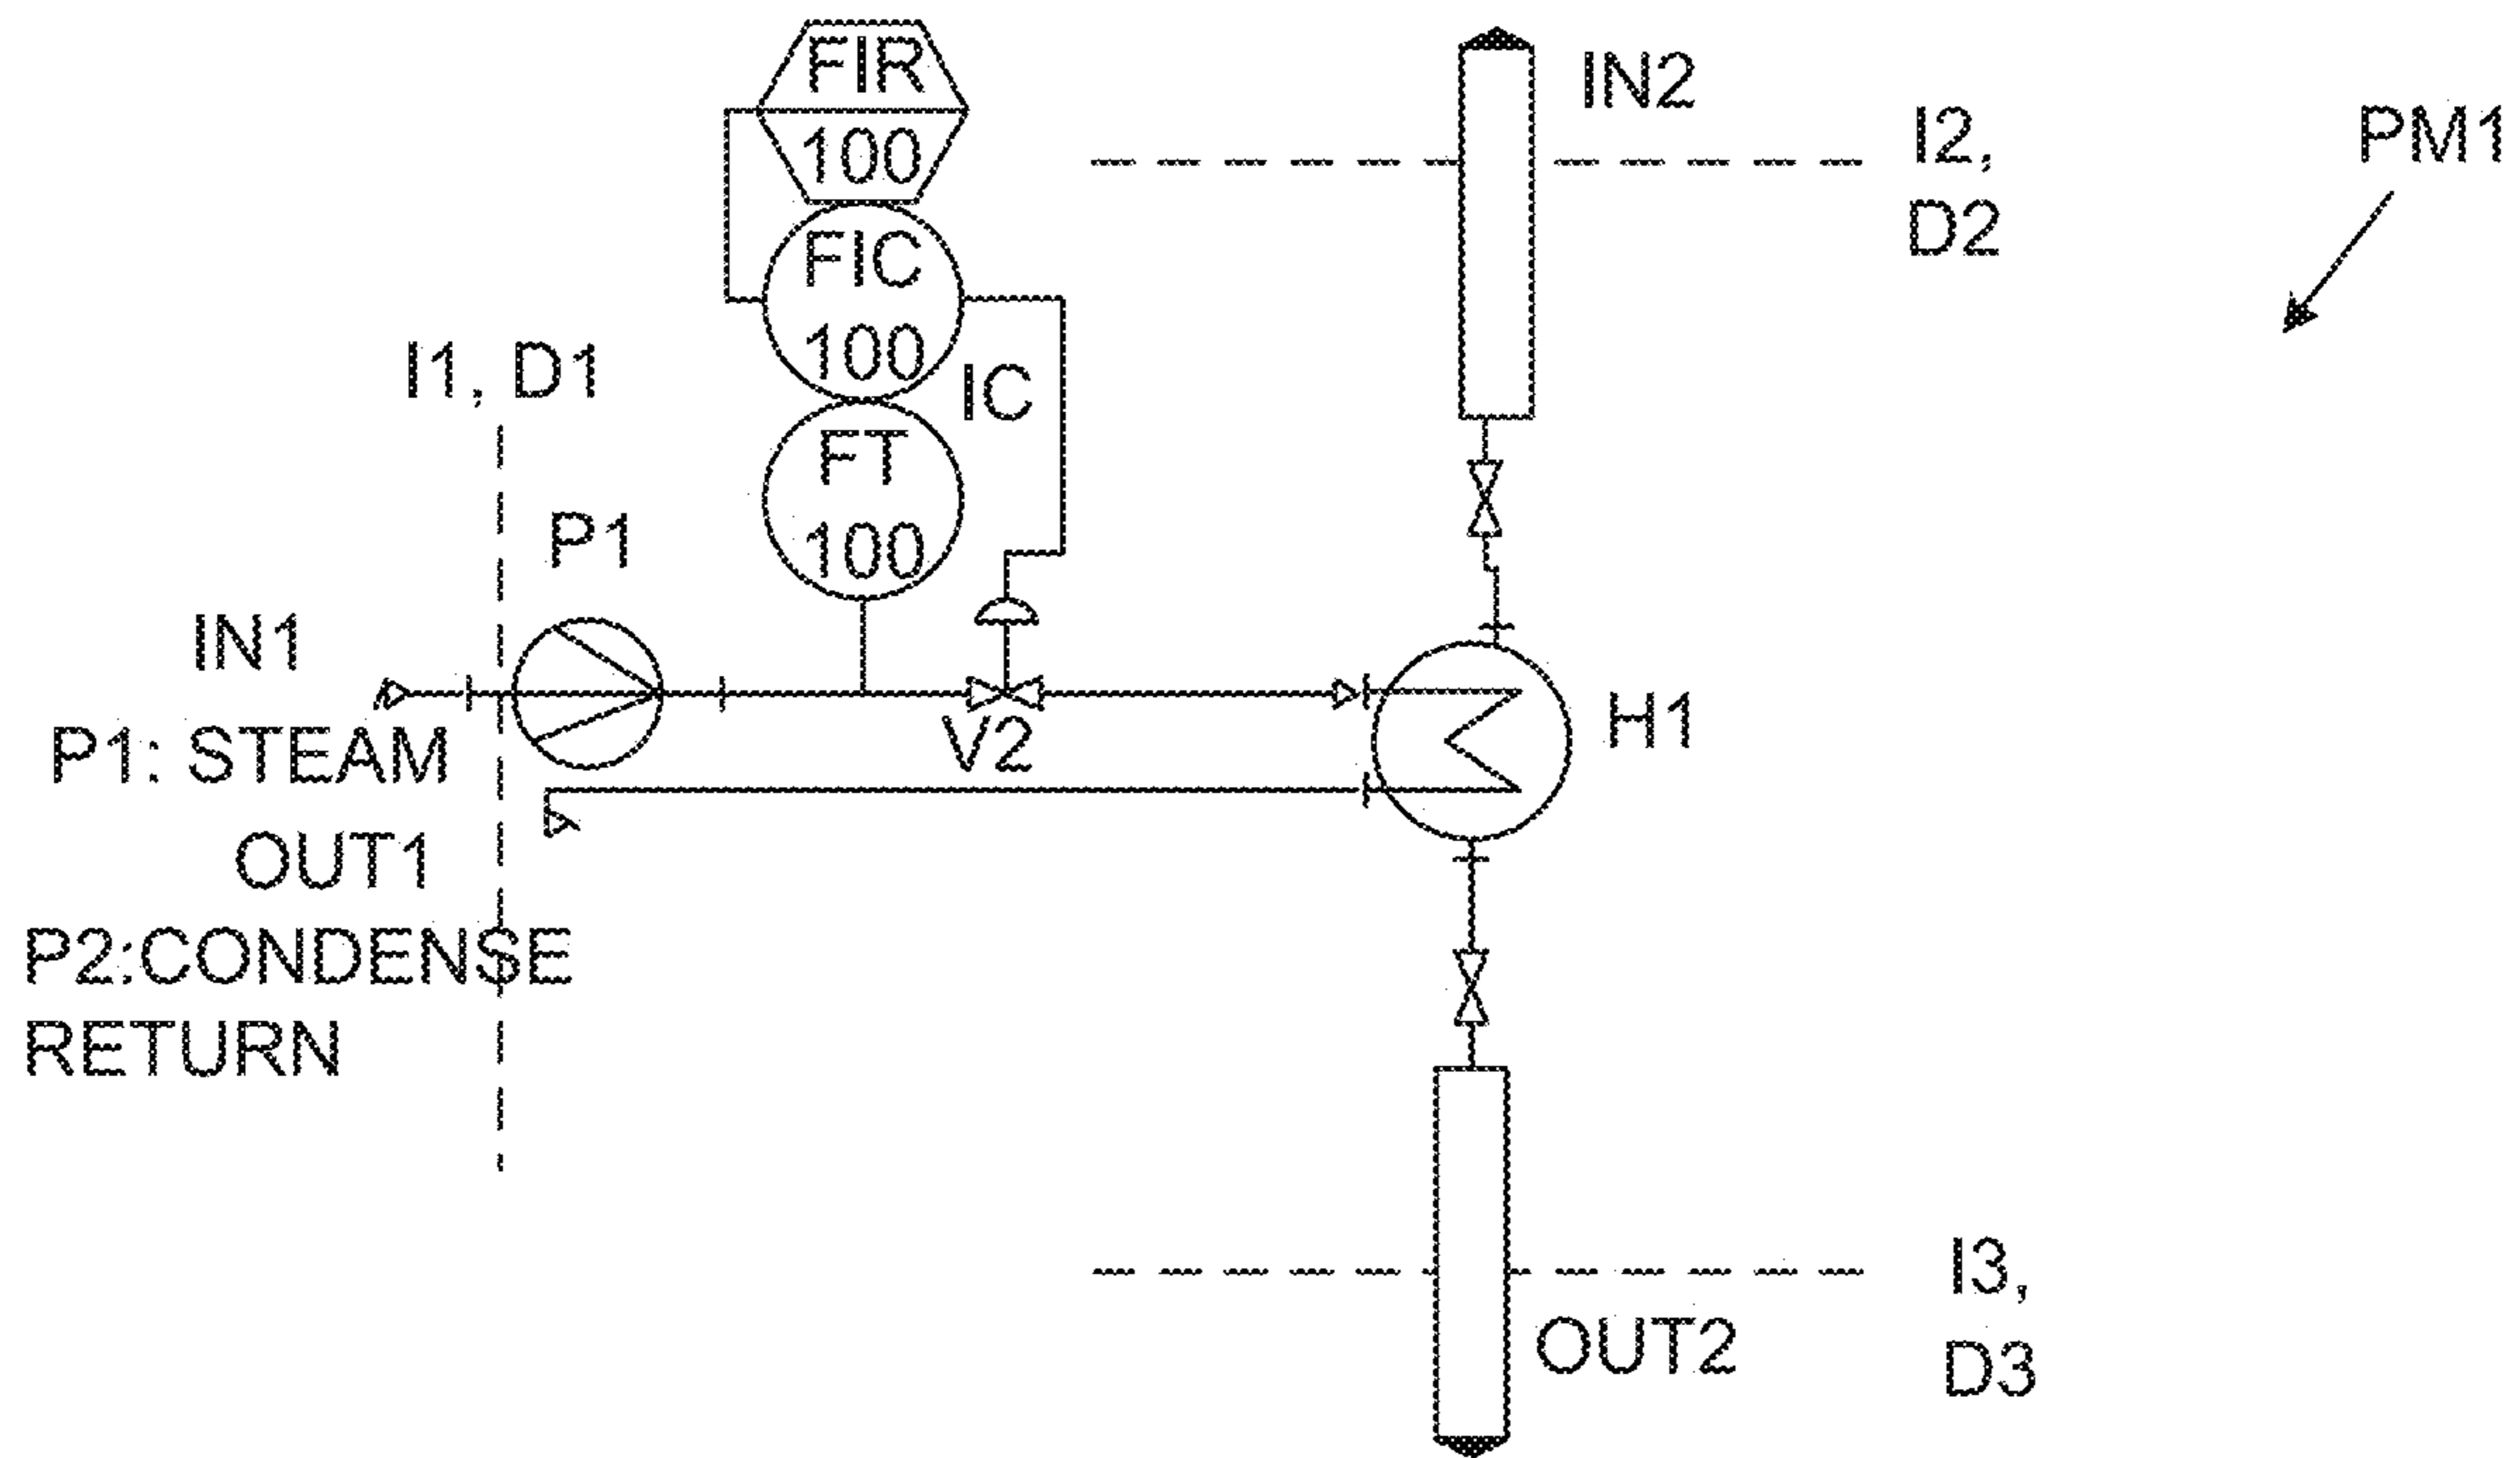 FIR
100
FIC
100
IC
FT
100
IN2
I2,
D2
PM1
I1, D1
P1
IN1
P1: STEAM
V2
H1
OUT1
P2:CONDENSE
RETURN
I3,
D3
OUT2